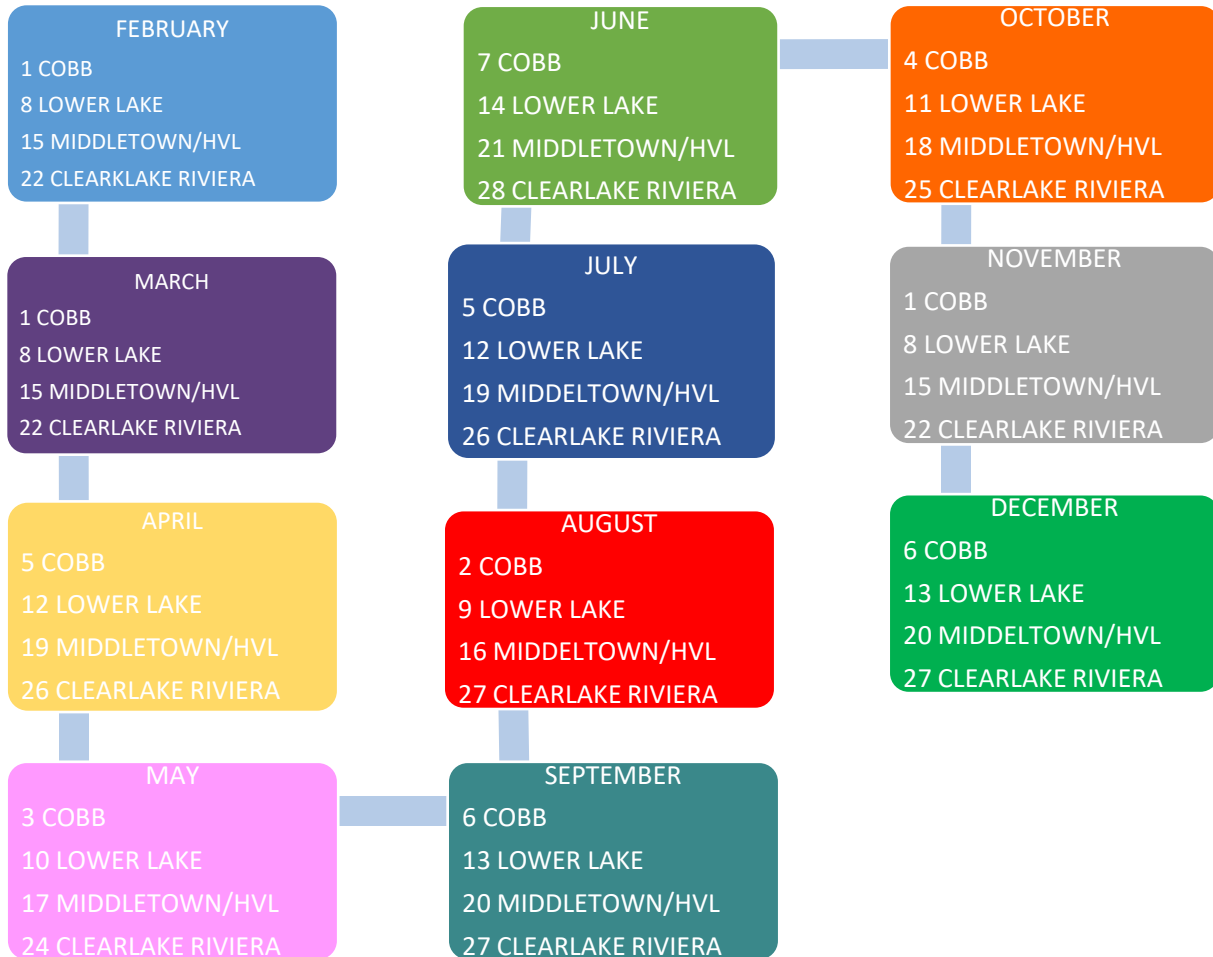 FEBRUARY
1 COBB
8 LOWER LAKE
15 MIDDLETOWN/HVL
22 CLEARKLAKE RIVIERA
MARCH
1 COBB
8 LOWER LAKE
15 MIDDLETOWN/HVL
22 CLEARLAKE RIVIERA
APRIL
5 COBB
12 LOWER LAKE
19 MIDDLETOWN/HVL
26 CLEARLAKE RIVIERA
MAY
3 COBB
10 LOWER LAKE
17 MIDDLETOWN/HVL
24 CLEARLAKE RIVIERA
JUNE
7 COBB
14 LOWER LAKE
21 MIDDLETOWN/HVL
28 CLEARLAKE RIVIERA
JULY
5 COBB
12 LOWER LAKE
19 MIDDELTOWN/HVL
26 CLEARLAKE RIVIERA
AUGUST
2 COBB
9 LOWER LAKE
16 MIDDELTOWN/HVL
27 CLEARLAKE RIVIERA
SEPTEMBER
6 COBB
13 LOWER LAKE
20 MIDDLETOWN/HVL
27 CLEARLAKE RIVIERA
OCTOBER
4 COBB
11 LOWER LAKE
18 MIDDLETOWN/HVL
25 CLEARLAKE RIVIERA
NOVEMBER
1 COBB
8 LOWER LAKE
15 MIDDLETOWN/HVL
22 CLEARLAKE RIVIERA
DECEMBER
6 COBB
13 LOWER LAKE
20 MIDDELTOWN/HVL
27 CLEARLAKE RIVIERA